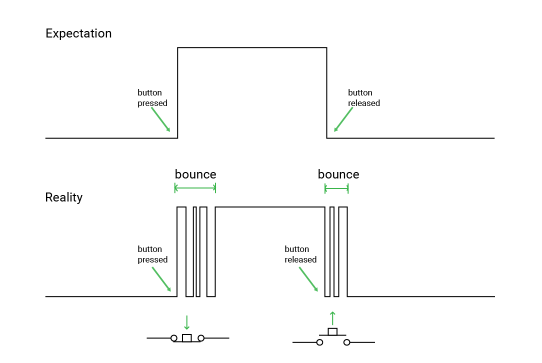 Expectation
button
pressed
button
released
bounce
bounce
Reality
button
pressed
button
released